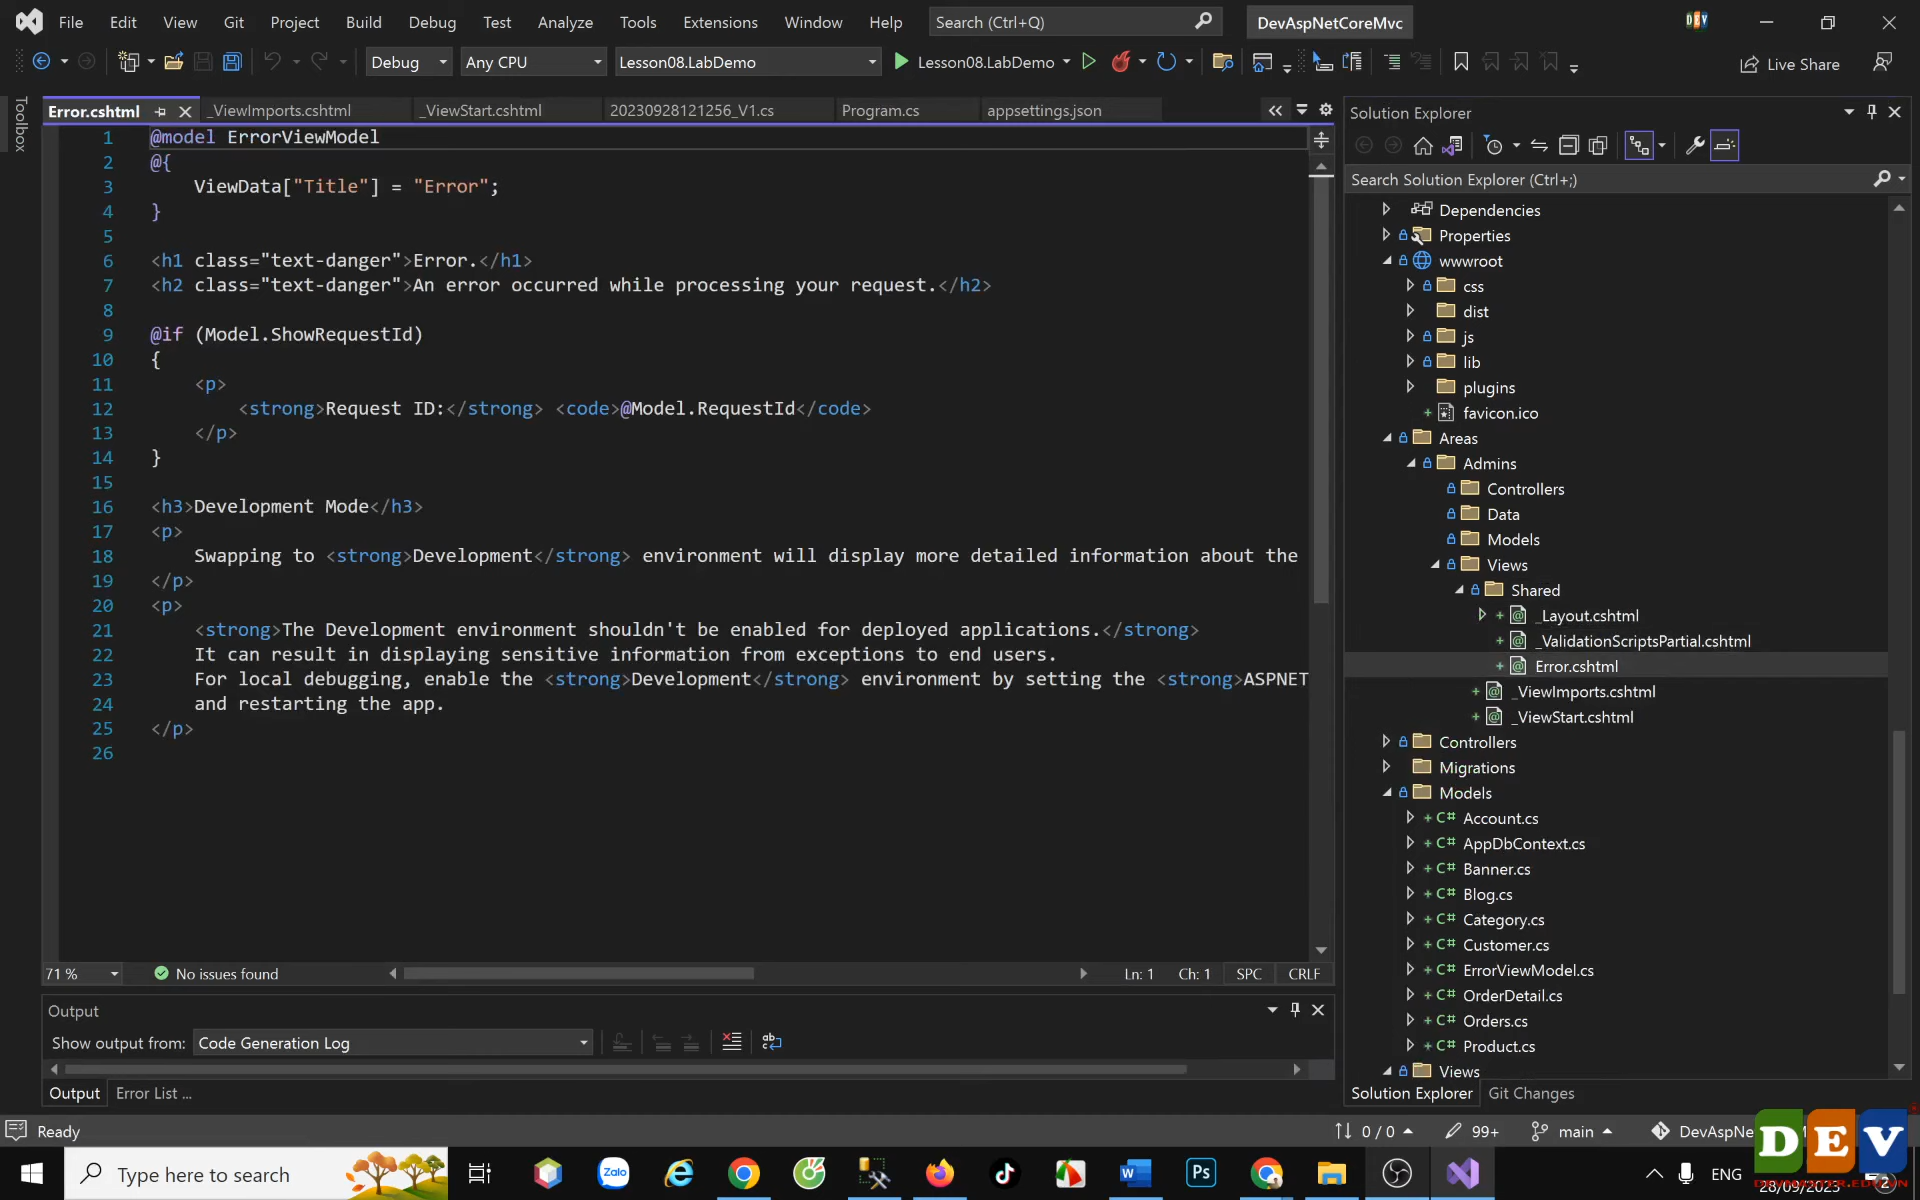 File Edit View Git Project Build Debug Test Analyze Tools Extensions Window Help Search (Ctrl+Q) DevAspNetCoreMvc
Debug Any CPU Lesson08.LabDemo Lesson08.LabDemo Live Share
Toolbox
Error.cshtml _ViewImports.cshtml _ViewStart.cshtml 20230928121256_V1.cs Program.cs appsettings.json
1 @model ErrorViewModel
2 @{
3 ViewData["Title"] = "Error";
4 }
5
6 <h1 class="text-danger">Error.</h1>
7 <h2 class="text-danger">An error occurred while processing your request.</h2>
8
9 @if (Model.ShowRequestId)
10 {
11 <p>
12 <strong>Request ID:</strong> <code>@Model.RequestId</code>
13 </p>
14 }
15
16 <h3>Development Mode</h3>
17 <p>
18 Swapping to <strong>Development</strong> environment will display more detailed information about the
19 </p>
20 <p>
21 <strong>The Development environment shouldn't be enabled for deployed applications.</strong>
22 It can result in displaying sensitive information from exceptions to end users.
23 For local debugging, enable the <strong>Development</strong> environment by setting the <strong>ASPNET
24 and restarting the app.
25 </p>
26
71 % No issues found Ln: 1 Ch: 1 SPC CRLF
Output
Show output from: Code Generation Log
Output Error List ...
Solution Explorer
Search Solution Explorer (Ctrl+;)
Dependencies
Properties
wwwroot
css
dist
js
lib
plugins
favicon.ico
Areas
Admins
Controllers
Data
Models
Views
Shared
_Layout.cshtml
_ValidationScriptsPartial.cshtml
Error.cshtml
_ViewImports.cshtml
_ViewStart.cshtml
Controllers
Migrations
Models
C# Account.cs
C# AppDbContext.cs
C# Banner.cs
C# Blog.cs
C# Category.cs
C# Customer.cs
C# ErrorViewModel.cs
C# OrderDetail.cs
C# Orders.cs
C# Product.cs
Views
Solution Explorer Git Changes
Ready 0 / 0 99+ main DevAspNe
Type here to search Zalo Ps ENG 28/09/2023 2
DEV
DEVMASTER.EDU.VN